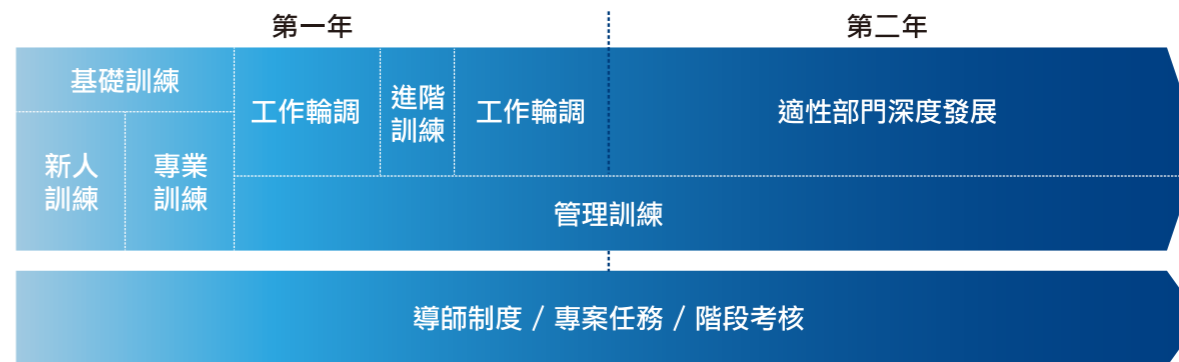 第一年
第二年
基礎訓練
新人
訓練
專業
訓練
工作輪調
進階
訓練
工作輪調
適性部門深度發展
管理訓練
導師制度 / 專案任務 / 階段考核